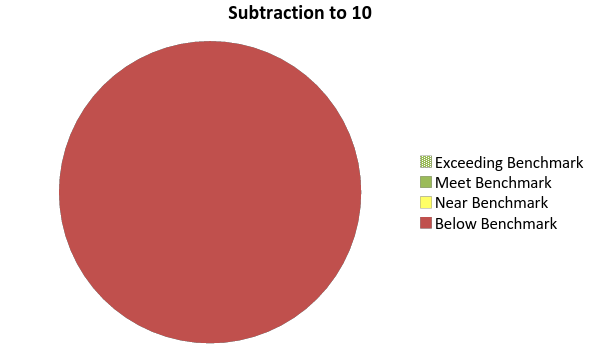 Subtraction to 10
Exceeding Benchmark
Meet Benchmark
Near Benchmark
Below Benchmark